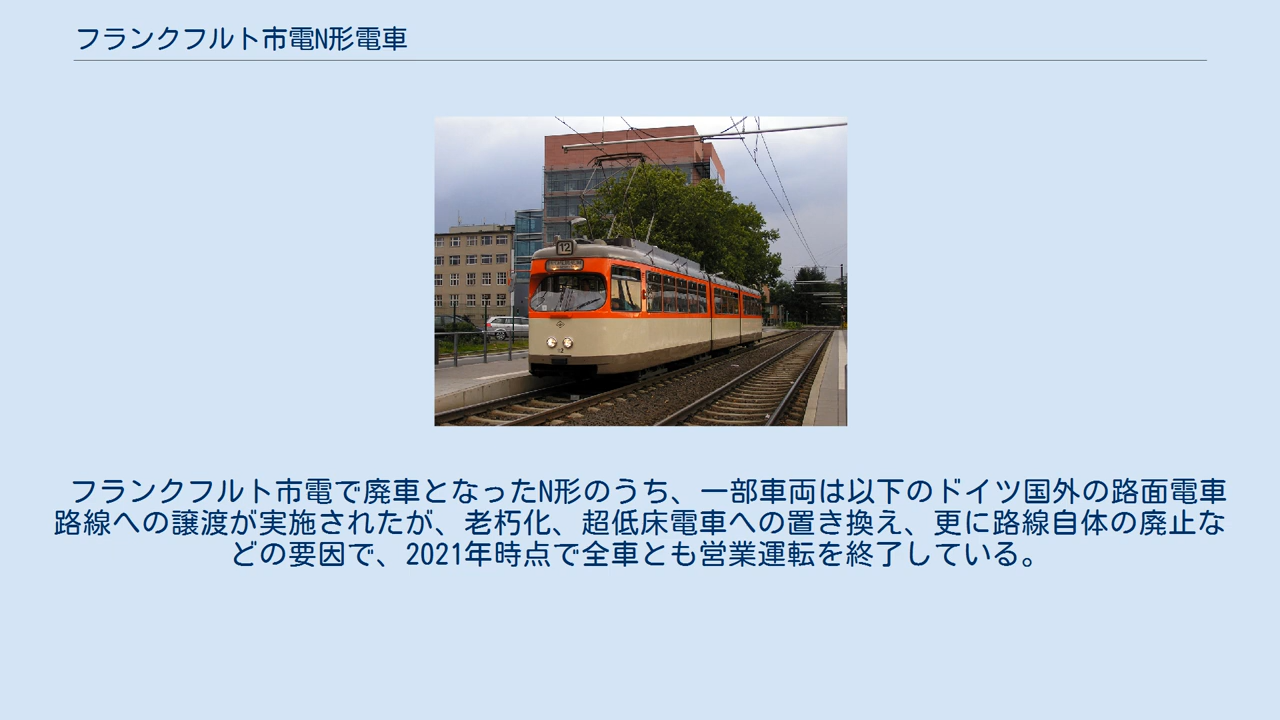 フランクフルト市電N形電車
12
フランクフルト市電で廃車となったN形のうち、一部車両は以下のドイツ国外の路面電車
路線への譲渡が実施されたが、老朽化、超低床電車への置き換え、更に路線自体の廃止な
どの要因で、2021年時点で全車とも営業運転を終了している。